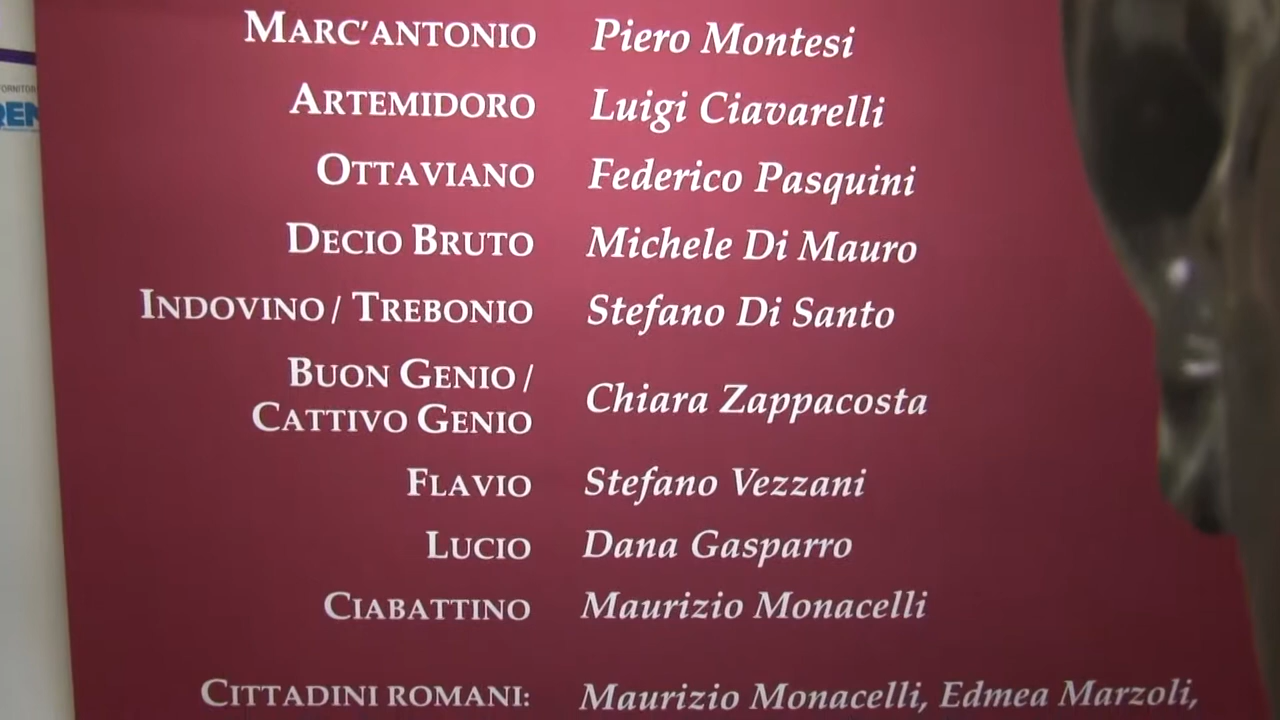 MARC'ANTONIO Piero Montesi
ARTEMIDORO Luigi Ciavarelli
OTTAVIANO Federico Pasquini
DECIO BRUTO Michele Di Mauro
INDOVINO / TREBONIO Stefano Di Santo
BUON GENIO /
CATTIVO GENIO Chiara Zappacosta
FLAVIO Stefano Vezzani
LUCIO Dana Gasparro
CIABATTINO Maurizio Monacelli
CITTADINI ROMANI: Maurizio Monacelli, Edmea Marzoli,